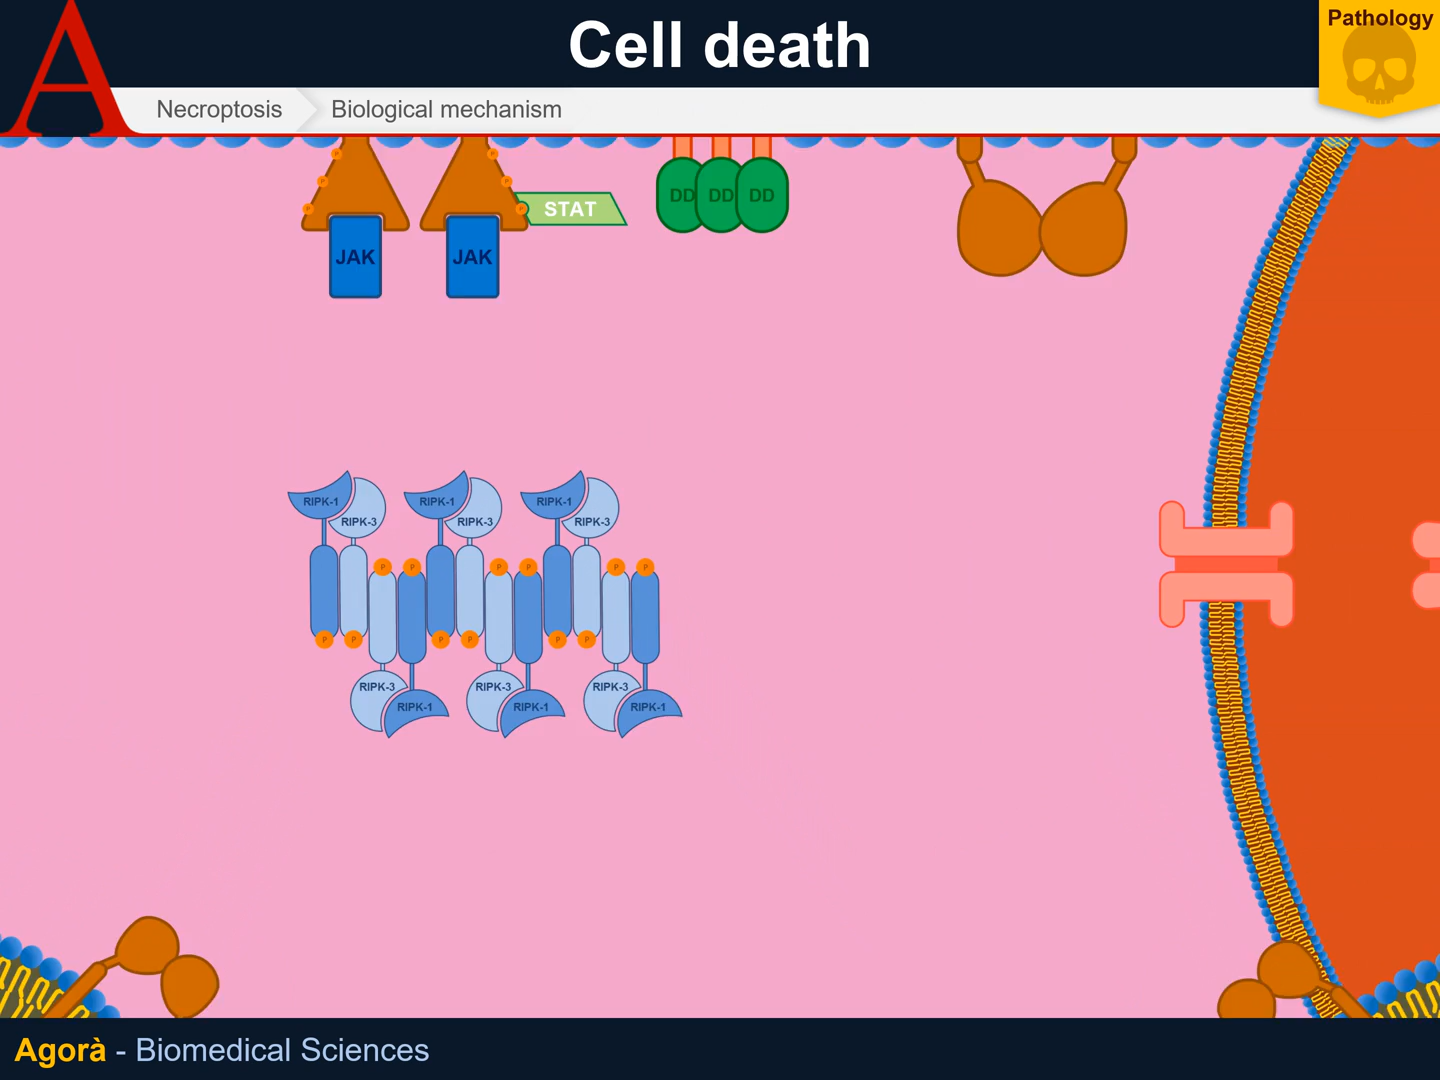 Cell death
Pathology
A
Necroptosis
Biological mechanism
P P
P P
P P
STAT
DD DD DD
JAK JAK
RIPK-1 RIPK-1 RIPK-1
RIPK-3 RIPK-3 RIPK-3
P P P P P P
P P P P P P
RIPK-3 RIPK-3 RIPK-3
RIPK-1 RIPK-1 RIPK-1
Agorà - Biomedical Sciences